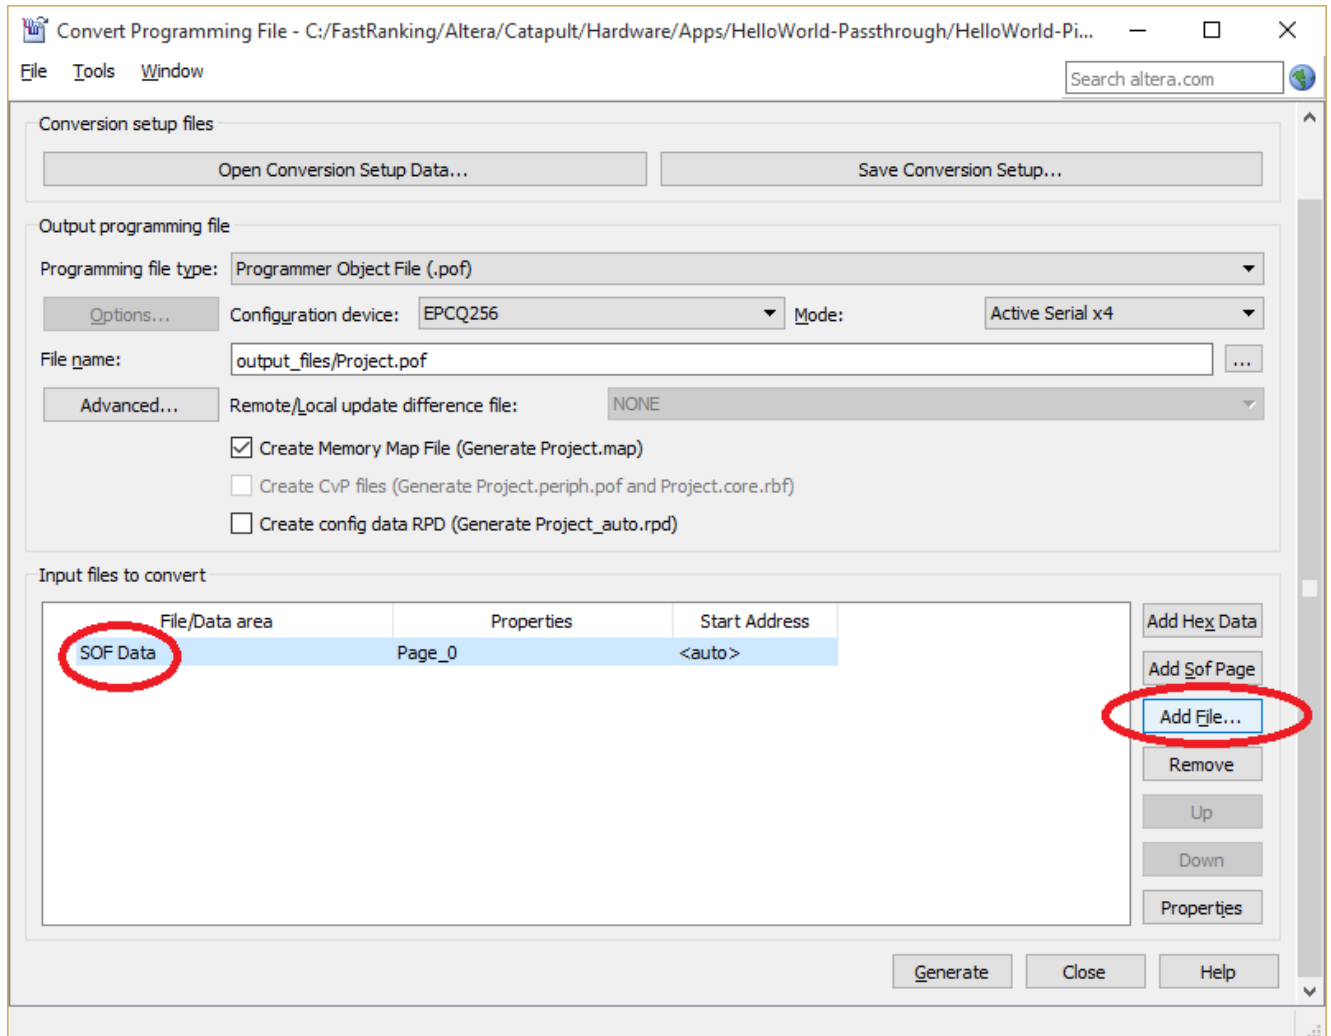 Convert Programming File - C:/FastRanking/Altera/Catapult/Hardware/Apps/HelloWorld-Passthrough/HelloWorld-Pi...
File Tools Window
Search altera.com
Conversion setup files
Open Conversion Setup Data... Save Conversion Setup...
Output programming file
Programming file type: Programmer Object File (.pof)
Options... Configuration device: EPCQ256 Mode: Active Serial x4
File name: output_files/Project.pof ...
Advanced... Remote/Local update difference file: NONE
Create Memory Map File (Generate Project.map)
Create CvP files (Generate Project.periph.pof and Project.core.rbf)
Create config data RPD (Generate Project_auto.rpd)
Input files to convert
File/Data area Properties Start Address
SOF Data Page_0 <auto>
Add Hex Data
Add Sof Page
Add File...
Remove
Up
Down
Properties
Generate Close Help